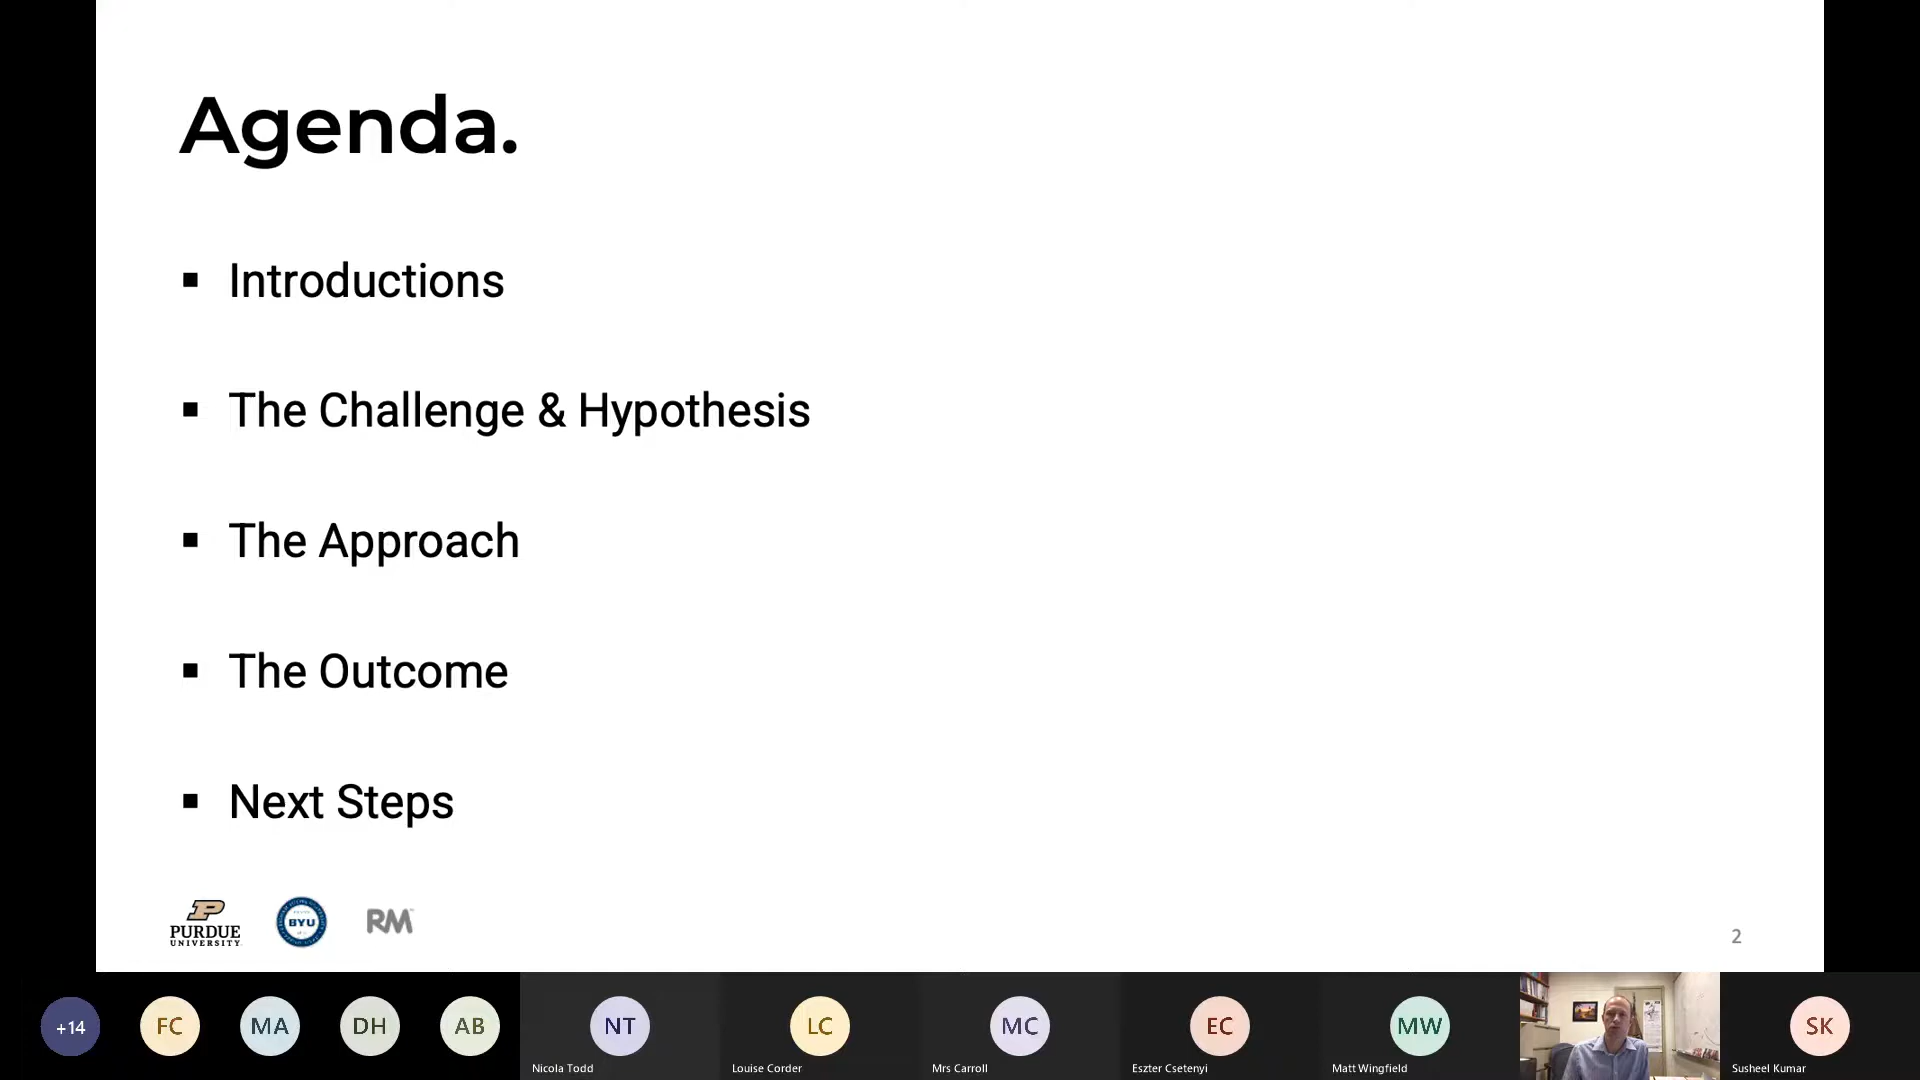 Agenda.
Introductions
The Challenge & Hypothesis
The Approach
The Outcome
Next Steps
PURDUE
UNIVERSITY
BYU
RM
2
+14
FC
MA
DH
AB
NT
LC
MC
EC
MW
SK
Nicola Todd
Louise Corder
Mrs Carroll
Eszter Csetenyi
Matt Wingfield
Susheel Kumar